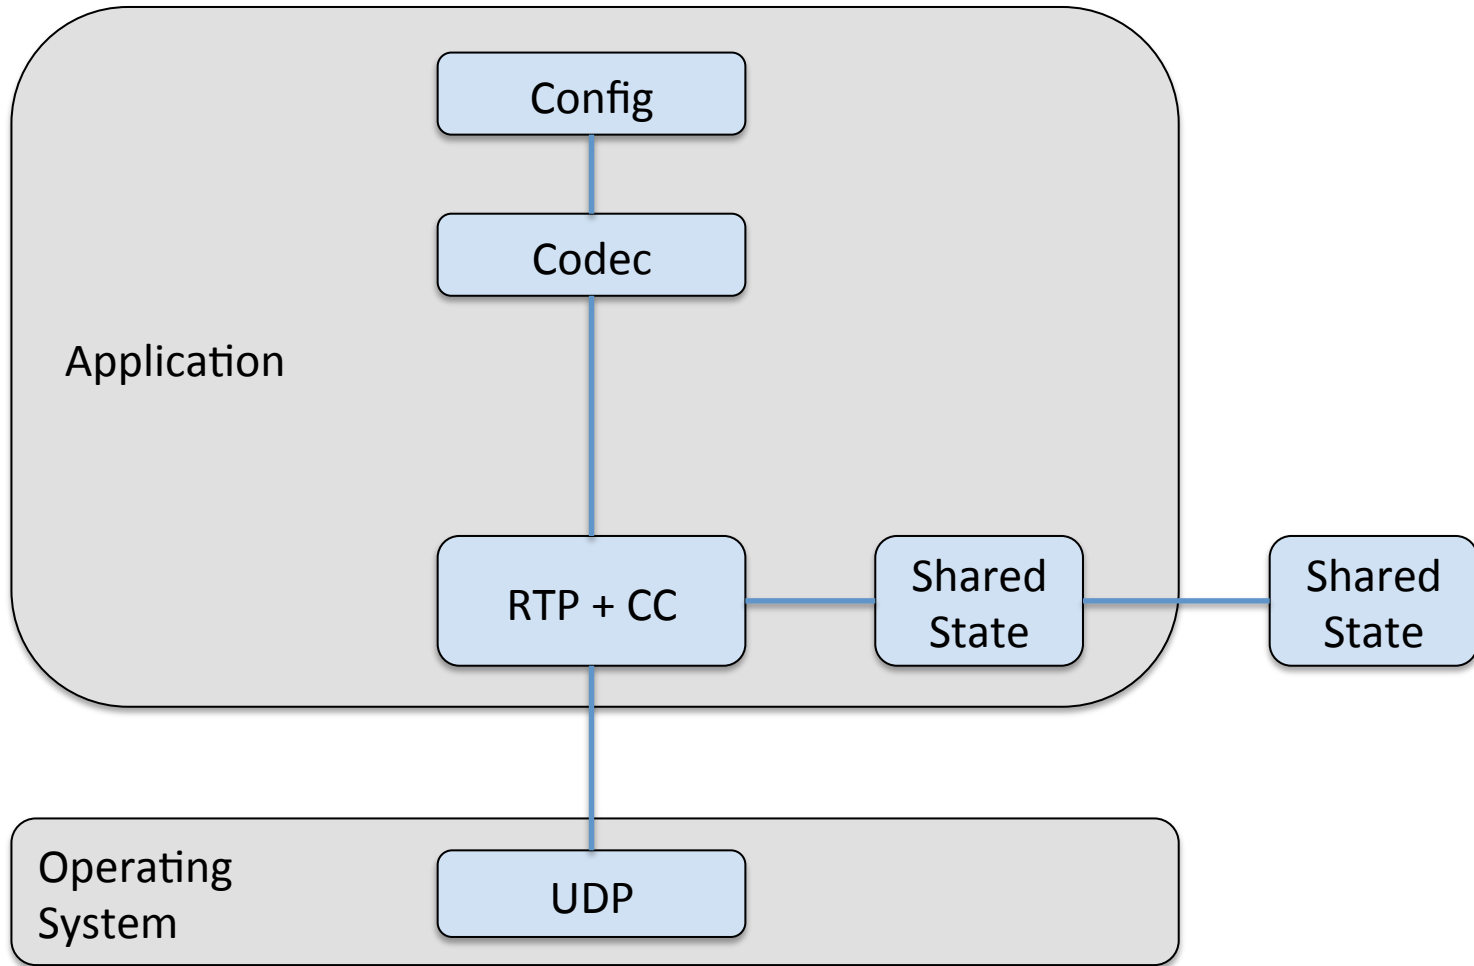 Config
Codec
Application
RTP + CC
Shared
State
Shared
State
Operating
System
UDP